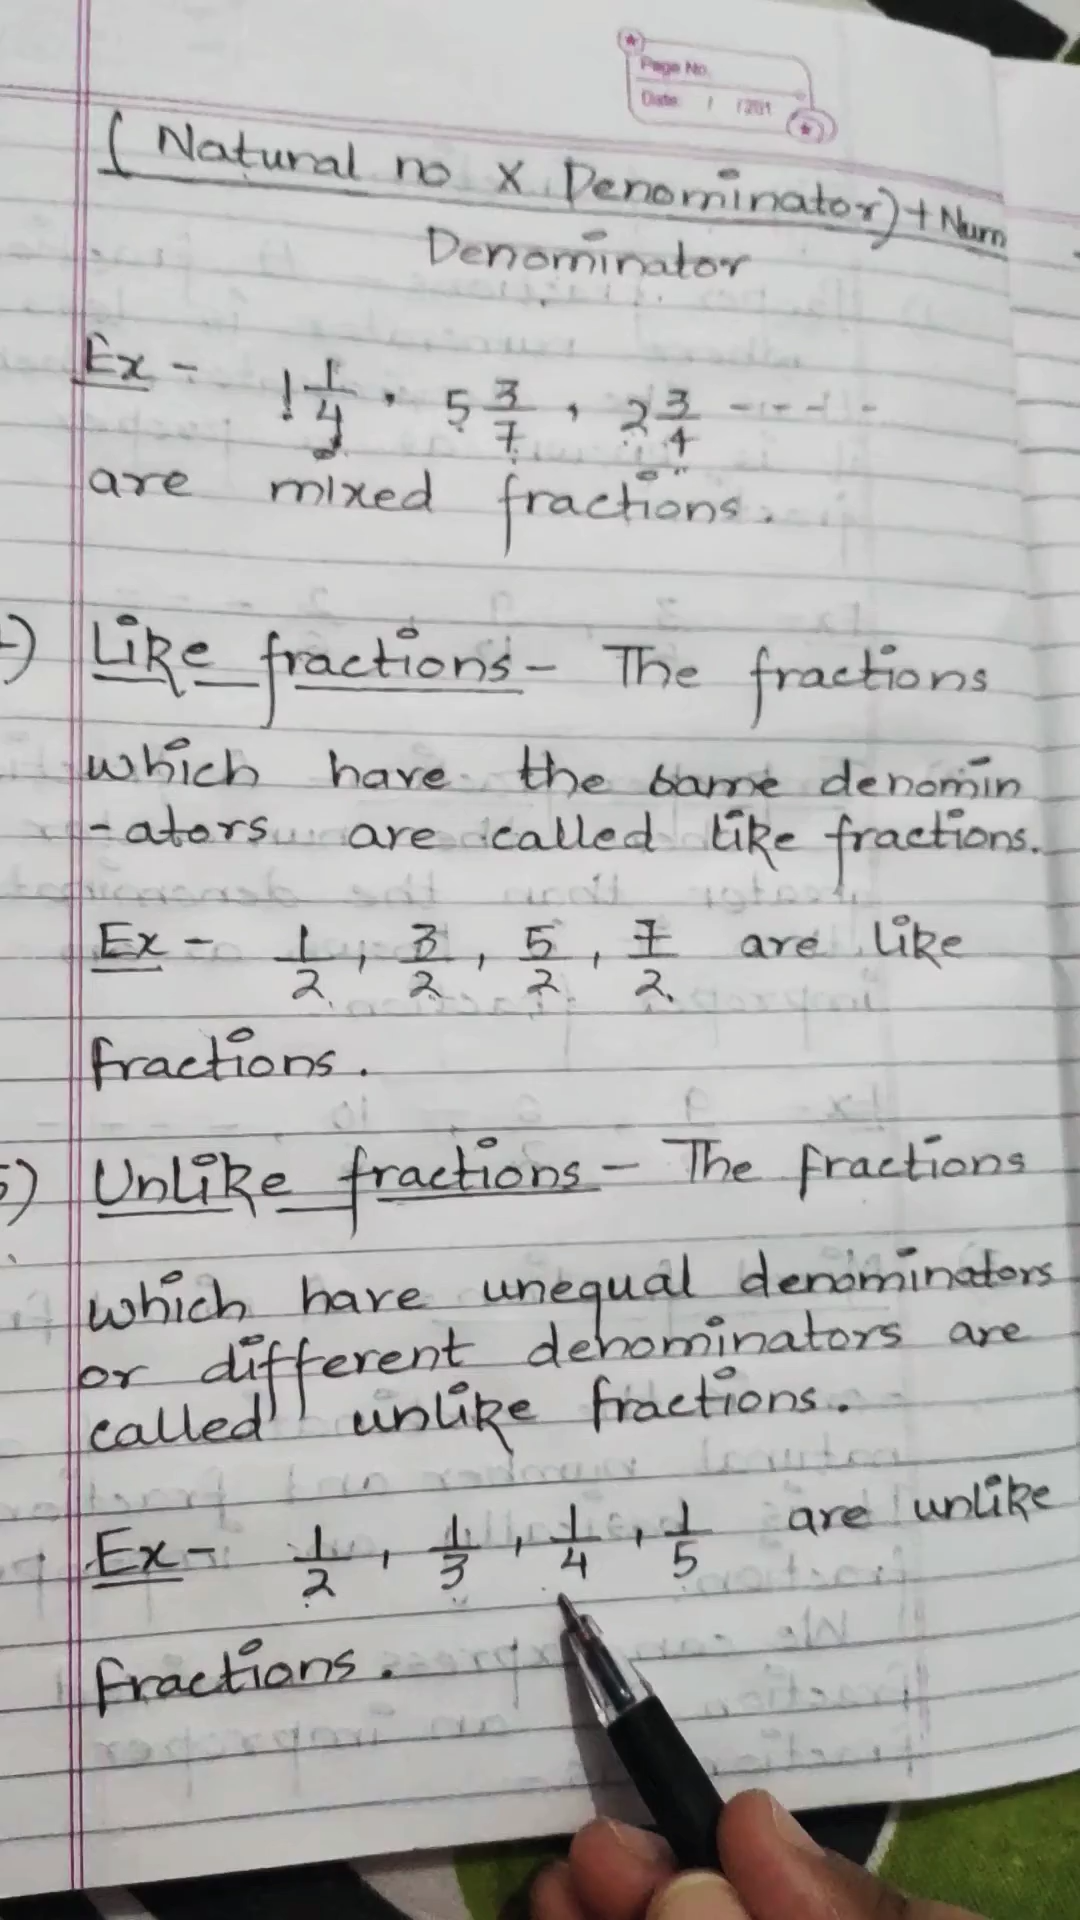 Page No.
Date / /201
(Natural no x Denominator) + Num
Denominator
Ex - 1 1/4, 5 3/7, 2 3/4 -----
are mixed fractions.
) Like fractions - The fractions
which have the same denomin
-ators are called like fractions.
Ex - 1/2, 3/2, 5/2, 7/2 are like
fractions.
5) Unlike fractions - The fractions
which have unequal denominators
or different denominators are
called unlike fractions.
Ex - 1/2, 1/3, 1/4, 1/5 are unlike
fractions.